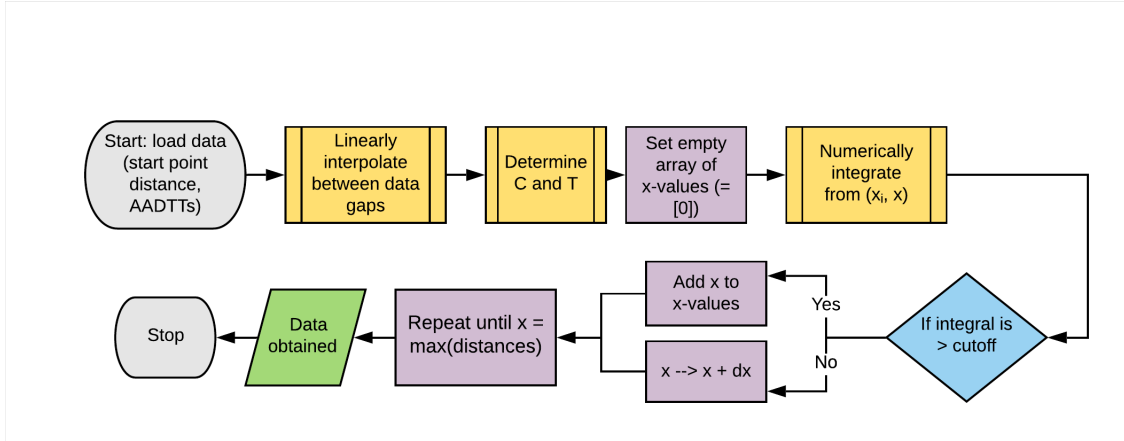 Start: load data
(start point
distance,
AADTTs)
Linearly
interpolate
between data
gaps
Determine
C and T
Set empty
array of
x-values (=
[0])
Numerically
integrate
from (xᵢ, x)
If integral is
> cutoff
Yes
No
Add x to
x-values
x --> x + dx
Repeat until x =
max(distances)
Data
obtained
Stop